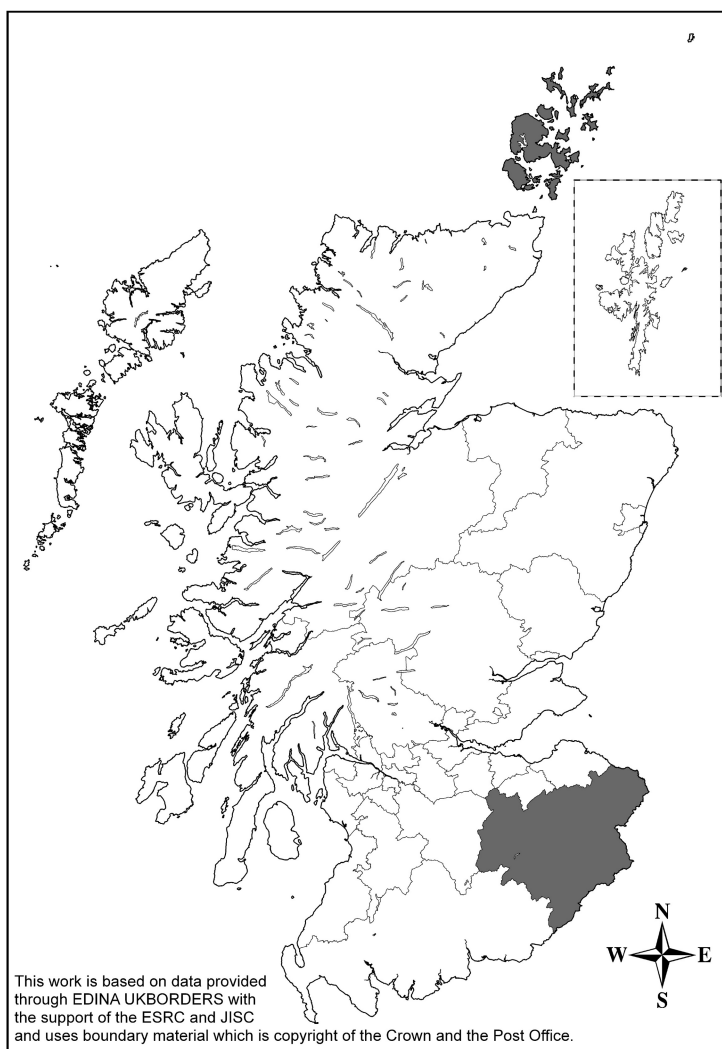 N
W E
S
This work is based on data provided
through EDINA UKBORDERS with
the support of the ESRC and JISC
and uses boundary material which is copyright of the Crown and the Post Office.